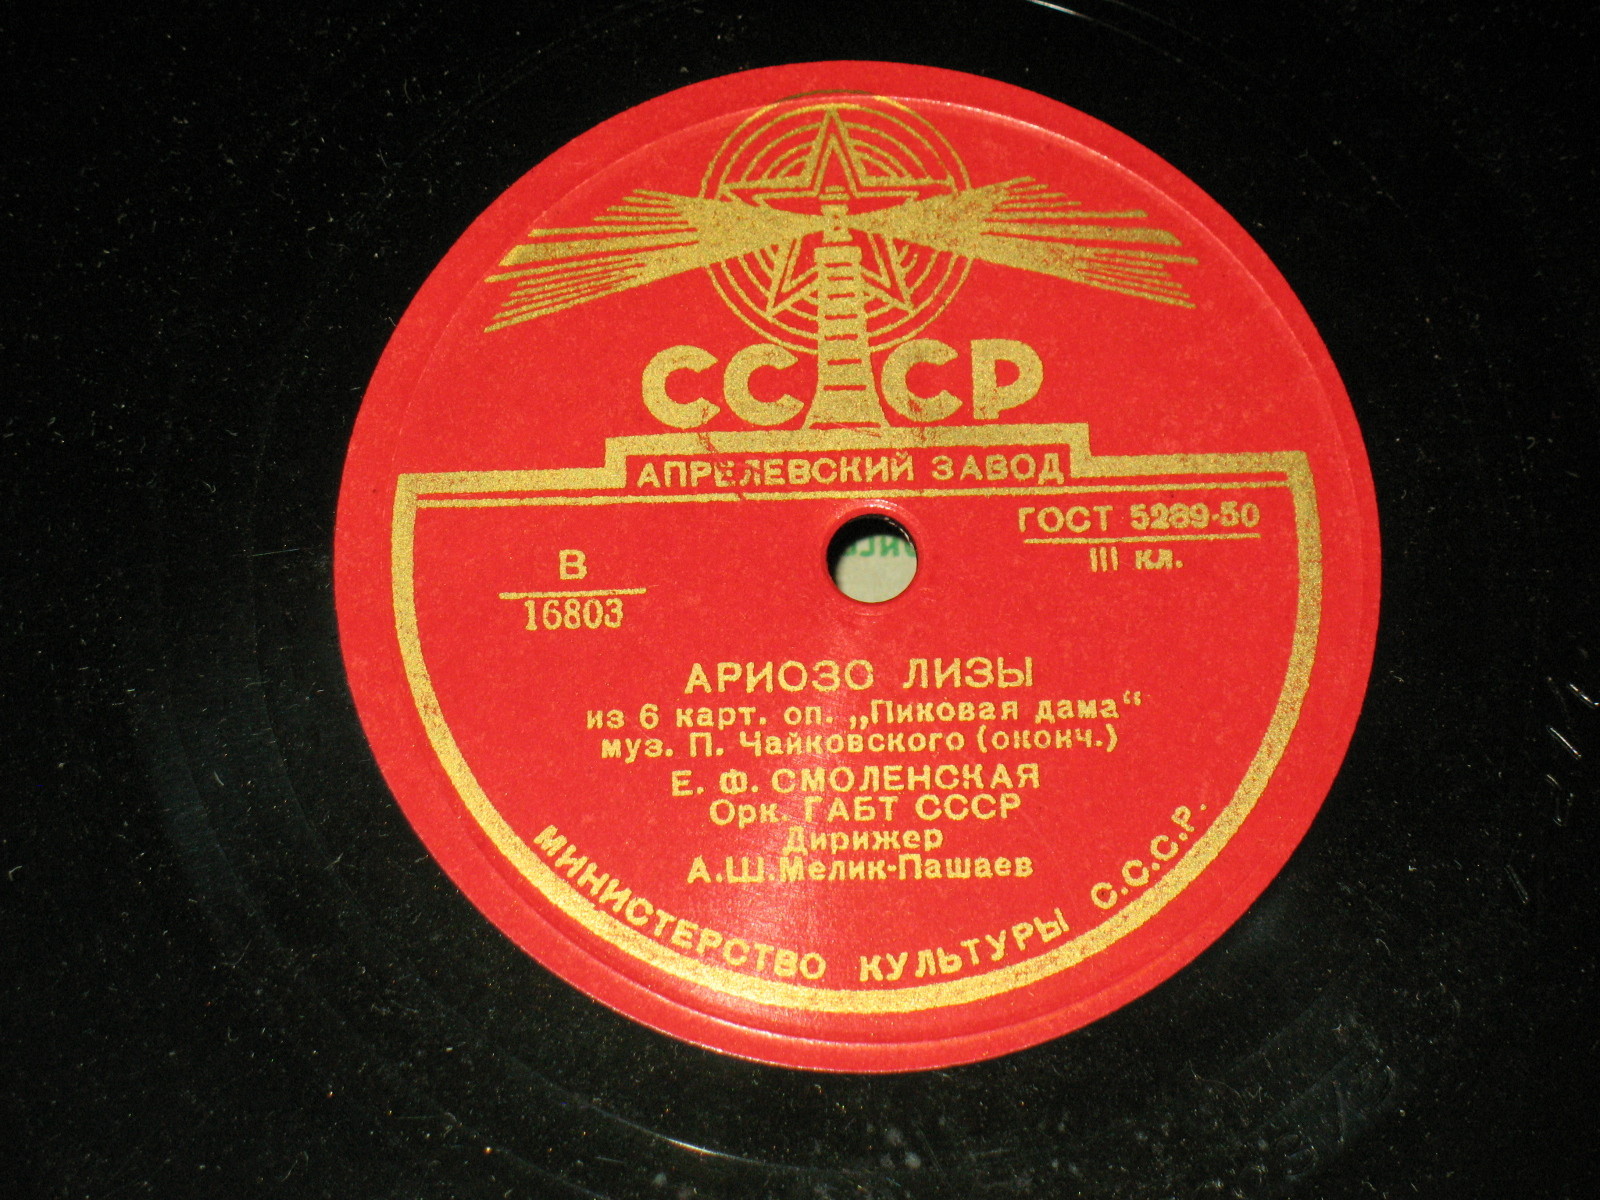 СССР
АПРЕЛЕВСКИЙ ЗАВОД
ГОСТ 5289-50
III кл.
В
16803
АРИОЗО ЛИЗЫ
из 6 карт. оп. „Пиковая дама“
муз. П. Чайковского (оконч.)
Е. Ф. СМОЛЕНСКАЯ
Орк. ГАБТ СССР
Дирижер
А.Ш.Мелик-Пашаев
МИНИСТЕРСТВО КУЛЬТУРЫ С.С.С.Р.